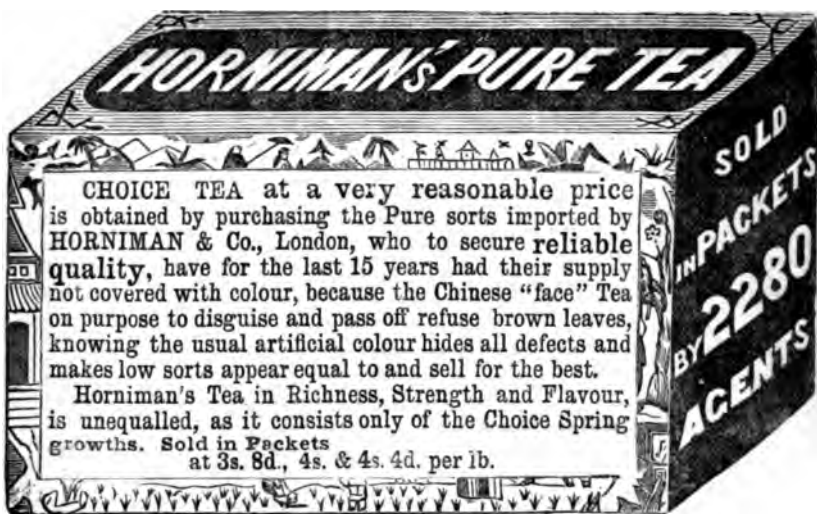 HORNIMAN'S PURE TEA
CHOICE TEA at a very reasonable price
is obtained by purchasing the Pure sorts imported by
HORNIMAN & Co., London, who to secure reliable
quality, have for the last 15 years had their supply
not covered with colour, because the Chinese "face" Tea
on purpose to disguise and pass off refuse brown leaves,
knowing the usual artificial colour hides all defects and
makes low sorts appear equal to and sell for the best.
Horniman's Tea in Richness, Strength and Flavour,
is unequalled, as it consists only of the Choice Spring
growths. Sold in Packets
at 3s. 8d., 4s. & 4s. 4d. per lb.
SOLD
IN PACKETS
BY 2280
AGENTS